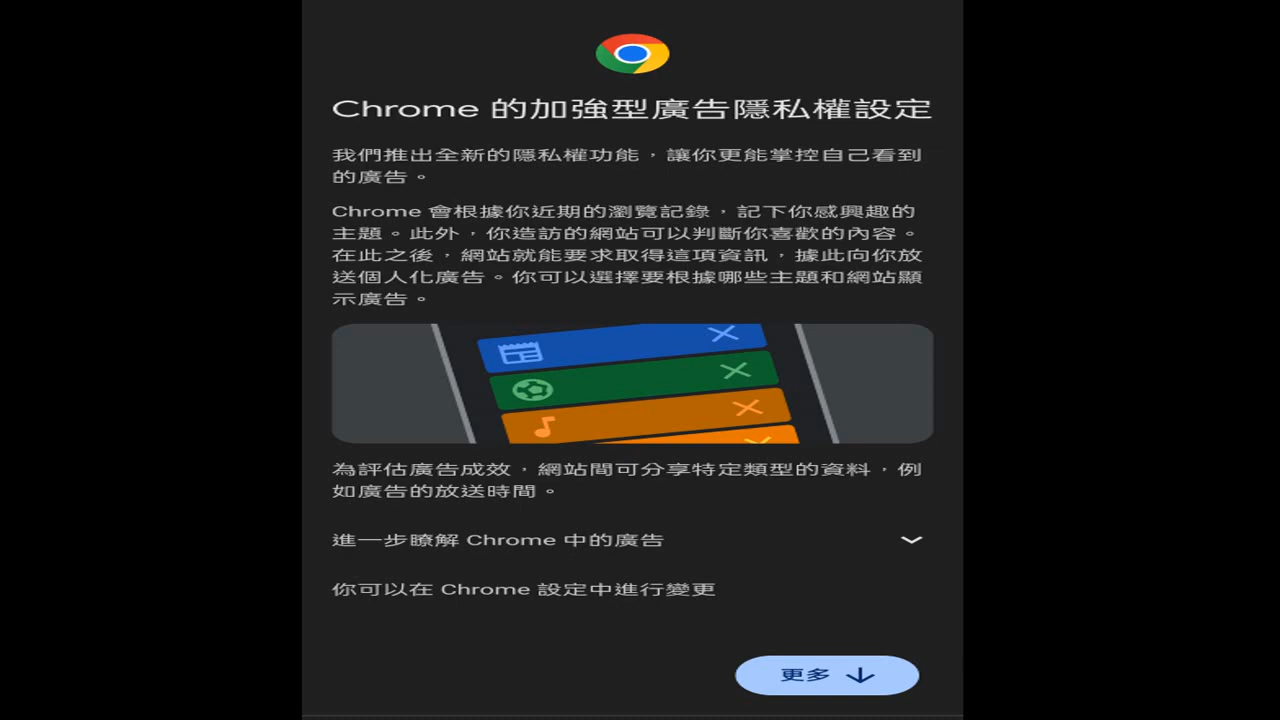 Chrome 的加強型廣告隱私權設定
我們推出全新的隱私權功能，讓你更能掌控自己看到
的廣告。
Chrome 會根據你近期的瀏覽記錄，記下你感興趣的
主題。此外，你造訪的網站可以判斷你喜歡的內容。
在此之後，網站就能要求取得這項資訊，據此向你放
送個人化廣告。你可以選擇要根據哪些主題和網站顯
示廣告。
為評估廣告成效，網站間可分享特定類型的資料，例
如廣告的放送時間。
進一步瞭解 Chrome 中的廣告
你可以在 Chrome 設定中進行變更
更多